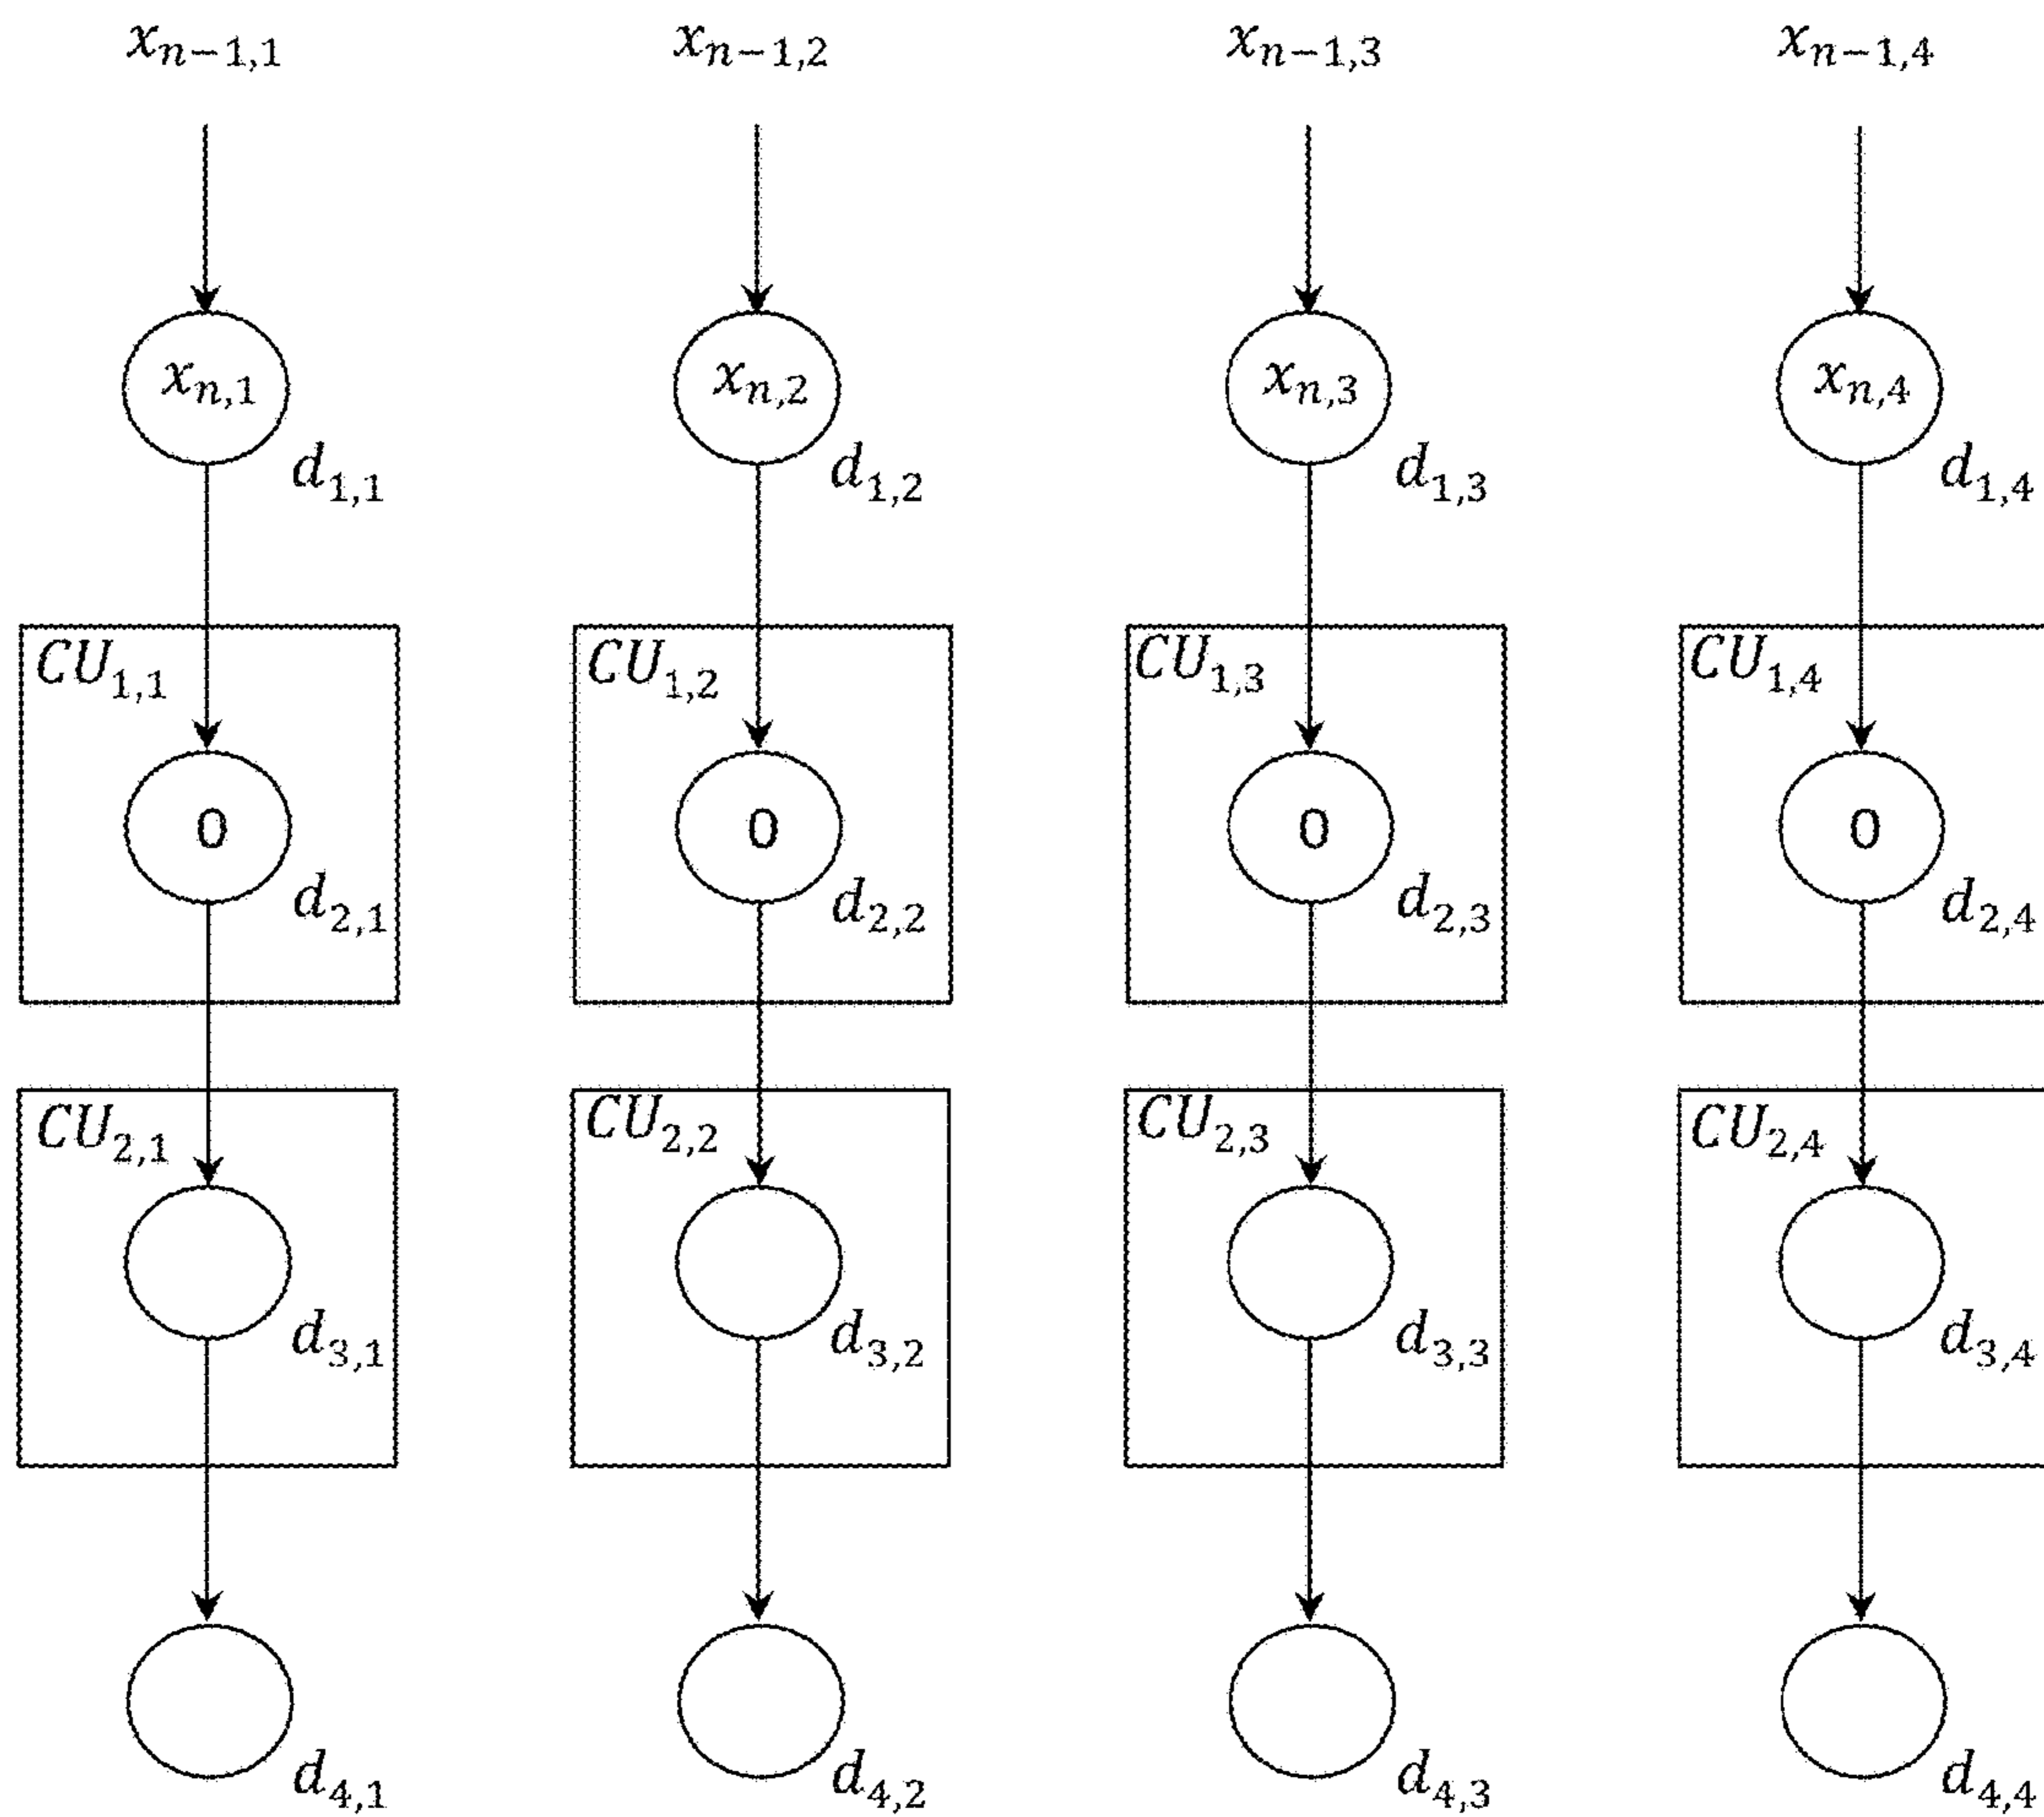 x_{n-1,1} x_{n-1,2} x_{n-1,3} x_{n-1,4}
x_{n,1} x_{n,2} x_{n,3} x_{n,4}
d_{1,1} d_{1,2} d_{1,3} d_{1,4}
CU_{1,1} CU_{1,2} CU_{1,3} CU_{1,4}
0 0 0 0
d_{2,1} d_{2,2} d_{2,3} d_{2,4}
CU_{2,1} CU_{2,2} CU_{2,3} CU_{2,4}
d_{3,1} d_{3,2} d_{3,3} d_{3,4}
d_{4,1} d_{4,2} d_{4,3} d_{4,4}